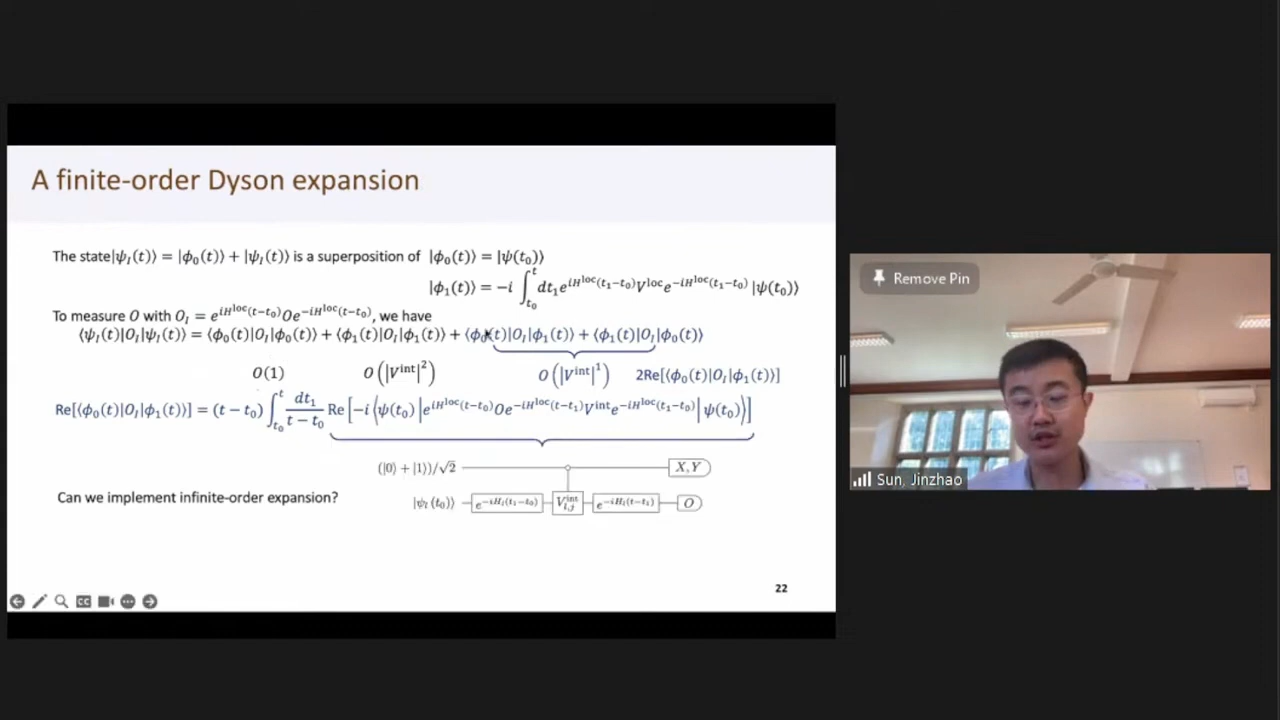 A finite-order Dyson expansion
The state|ψ_I(t)⟩ = |ϕ_0(t)⟩ + |ψ_I(t)⟩ is a superposition of |ϕ_0(t)⟩ = |ψ(t_0)⟩
|ϕ_1(t)⟩ = −i ∫_{t_0}^{t} dt_1 e^{iH^{loc}(t_1−t_0)} V^{loc} e^{−iH^{loc}(t_1−t_0)} |ψ(t_0)⟩
To measure O with O_I = e^{iH^{loc}(t−t_0)} O e^{−iH^{loc}(t−t_0)}, we have
⟨ψ_I(t)|O_I|ψ_I(t)⟩ = ⟨ϕ_0(t)|O_I|ϕ_0(t)⟩ + ⟨ϕ_1(t)|O_I|ϕ_1(t)⟩ + ⟨ϕ_0(t)|O_I|ϕ_1(t)⟩ + ⟨ϕ_1(t)|O_I|ϕ_0(t)⟩
O(1) O(|V^{int}|^2) O(|V^{int}|^1) 2Re[⟨ϕ_0(t)|O_I|ϕ_1(t)⟩]
Re[⟨ϕ_0(t)|O_I|ϕ_1(t)⟩] = (t − t_0) ∫_{t_0}^{t} dt_1/(t − t_0) Re[−i⟨ψ(t_0)|e^{iH^{loc}(t−t_0)} O e^{−iH^{loc}(t−t_1)} V^{int} e^{−iH^{loc}(t_1−t_0)}|ψ(t_0)⟩]
(|0⟩ + |1⟩)/√2 X, Y
Can we implement infinite-order expansion? |ψ_I(t_0)⟩ e^{−iH_I(t_1−t_0)} V_{i,j}^{int} e^{−iH_I(t−t_1)} O
22
CC
Remove Pin
Sun, Jinzhao